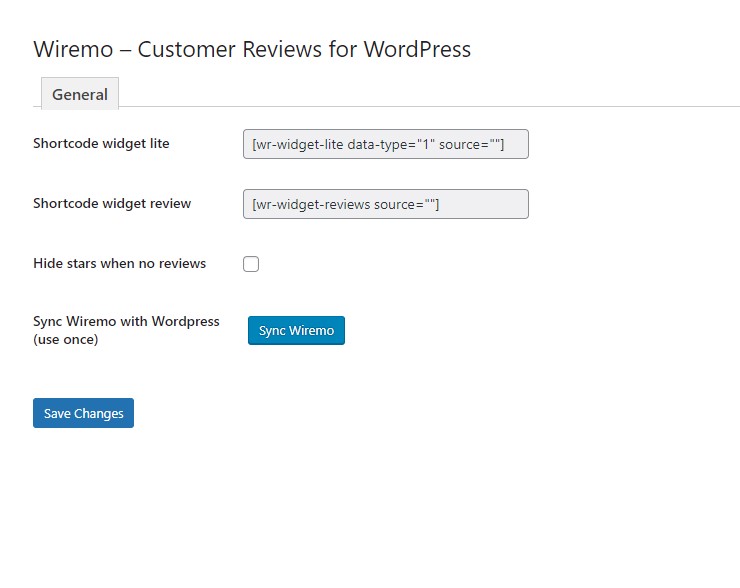 Wiremo – Customer Reviews for WordPress
General
Shortcode widget lite
[wr-widget-lite data-type="1" source=""]
Shortcode widget review
[wr-widget-reviews source=""]
Hide stars when no reviews
Sync Wiremo with Wordpress
(use once)
Sync Wiremo
Save Changes